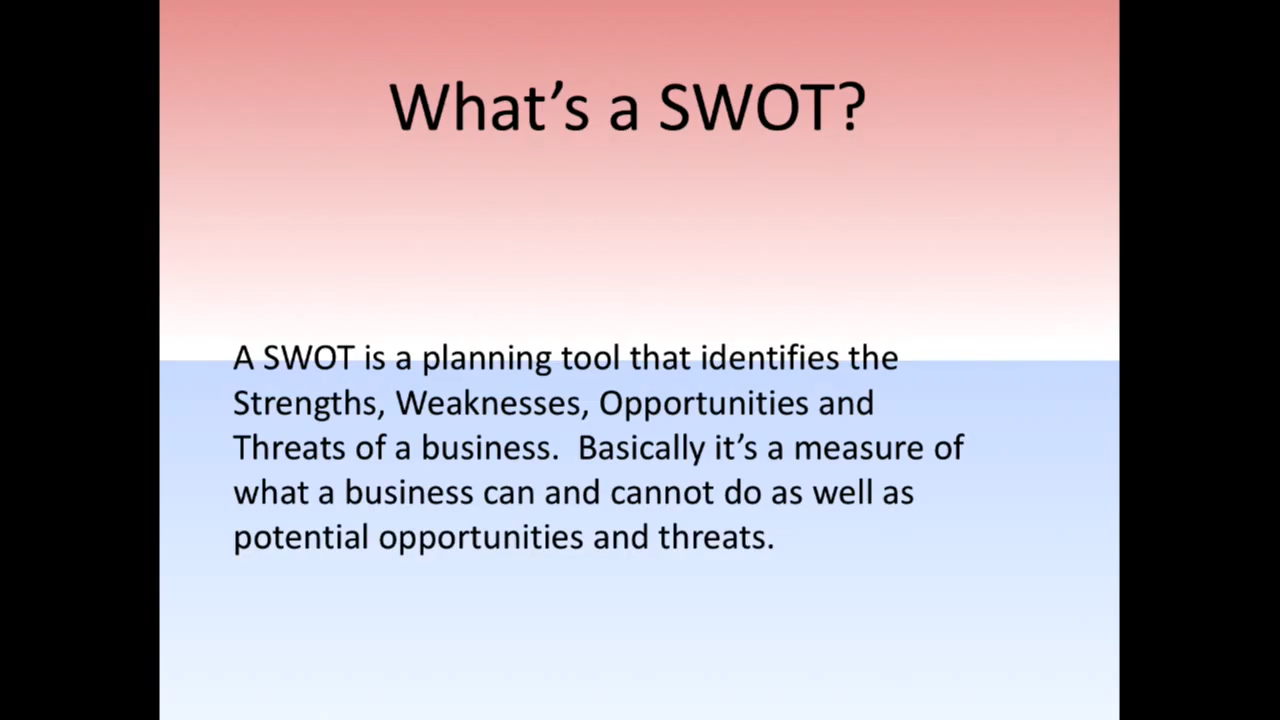 What’s a SWOT?
A SWOT is a planning tool that identifies the
Strengths, Weaknesses, Opportunities and
Threats of a business.  Basically it’s a measure of
what a business can and cannot do as well as
potential opportunities and threats.